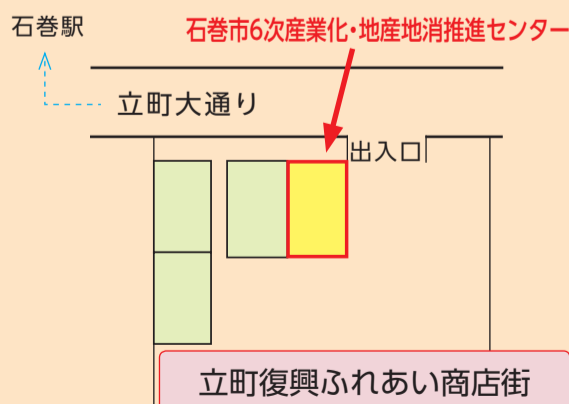 石巻駅
石巻市6次産業化・地産地消推進センター
立町大通り
出入口
立町復興ふれあい商店街